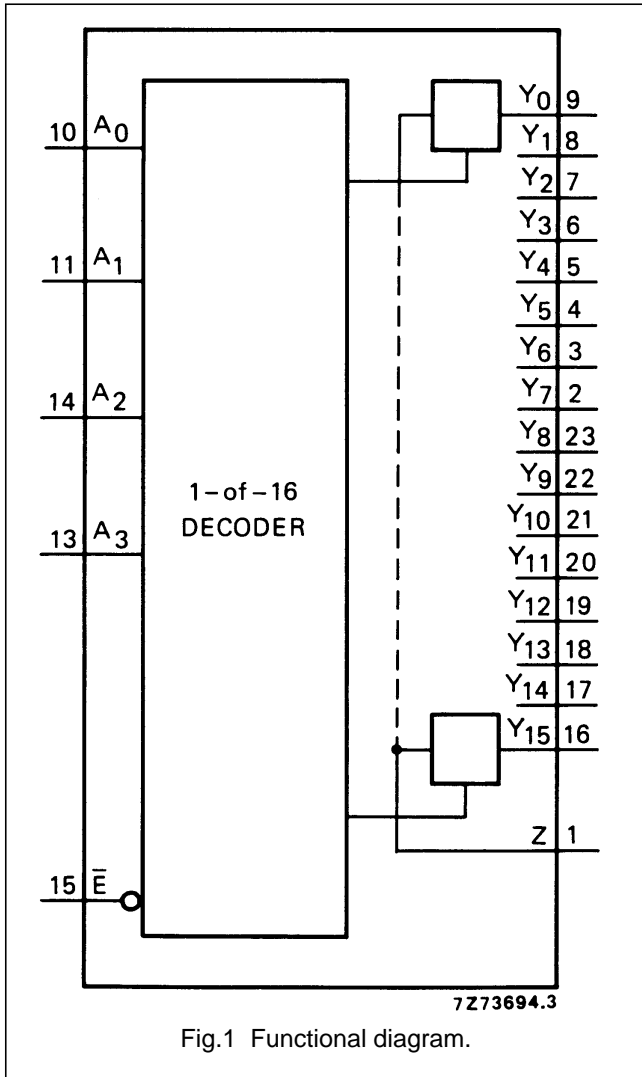 10 A0
11 A1
14 A2
13 A3
15 E̅
1-of-16
DECODER
Y0 9
Y1 8
Y2 7
Y3 6
Y4 5
Y5 4
Y6 3
Y7 2
Y8 23
Y9 22
Y10 21
Y11 20
Y12 19
Y13 18
Y14 17
Y15 16
Z 1
7Z73694.3
Fig.1 Functional diagram.